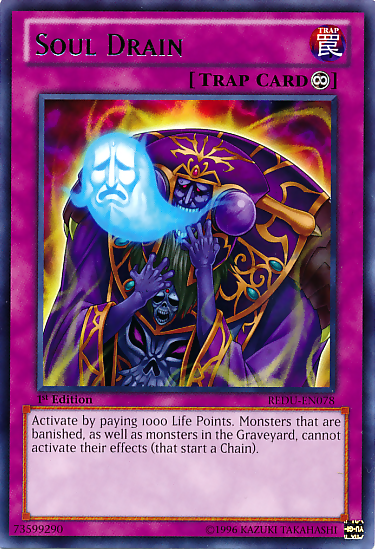 SOUL DRAIN
TRAP
罠
[TRAP CARD∞]
1st Edition
REDU-EN078
Activate by paying 1000 Life Points. Monsters that
are banished, as well as monsters in the Graveyard, cannot
activate their effects (that start a Chain).
73599290
©1996 KAZUKI TAKAHASHI